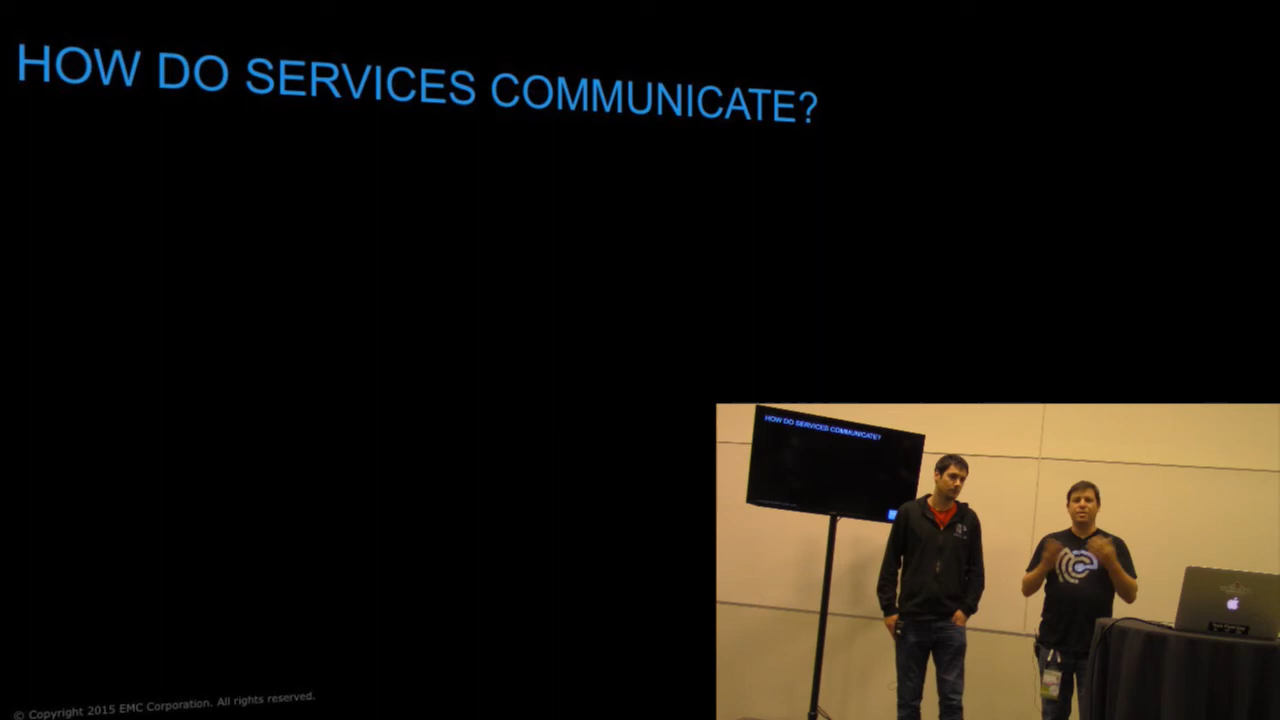 HOW DO SERVICES COMMUNICATE?
© Copyright 2015 EMC Corporation. All rights reserved.
HOW DO SERVICES COMMUNICATE?